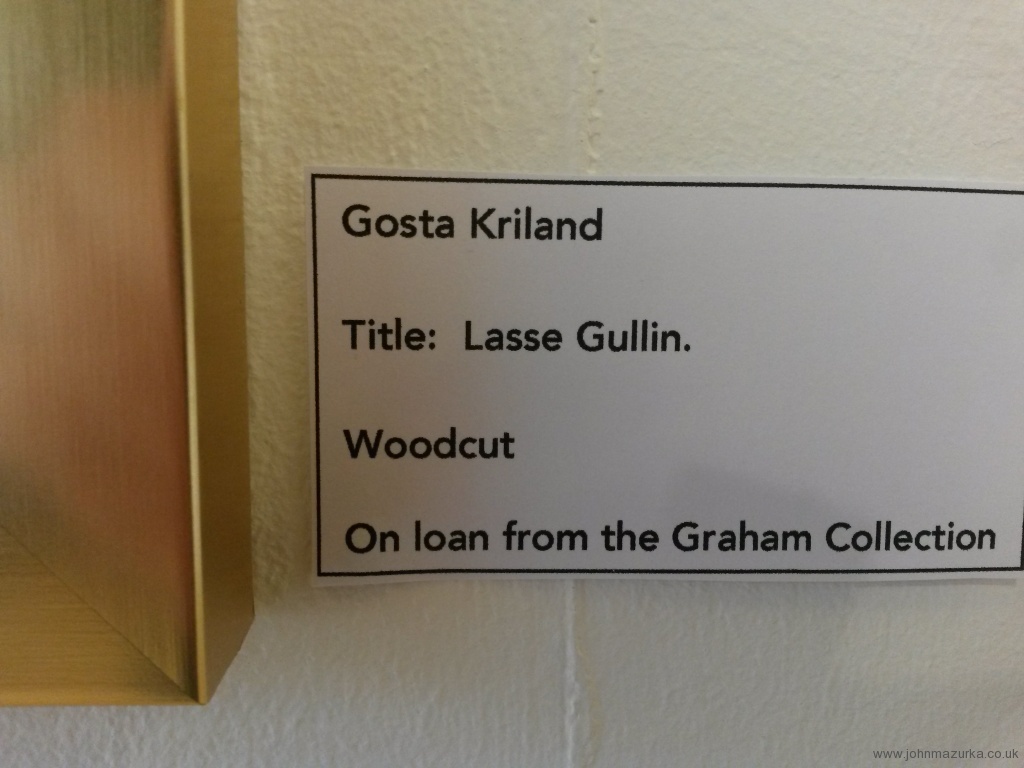 Gosta Kriland
Title: Lasse Gullin.
Woodcut
On loan from the Graham Collection
www.johnmazurka.co.uk